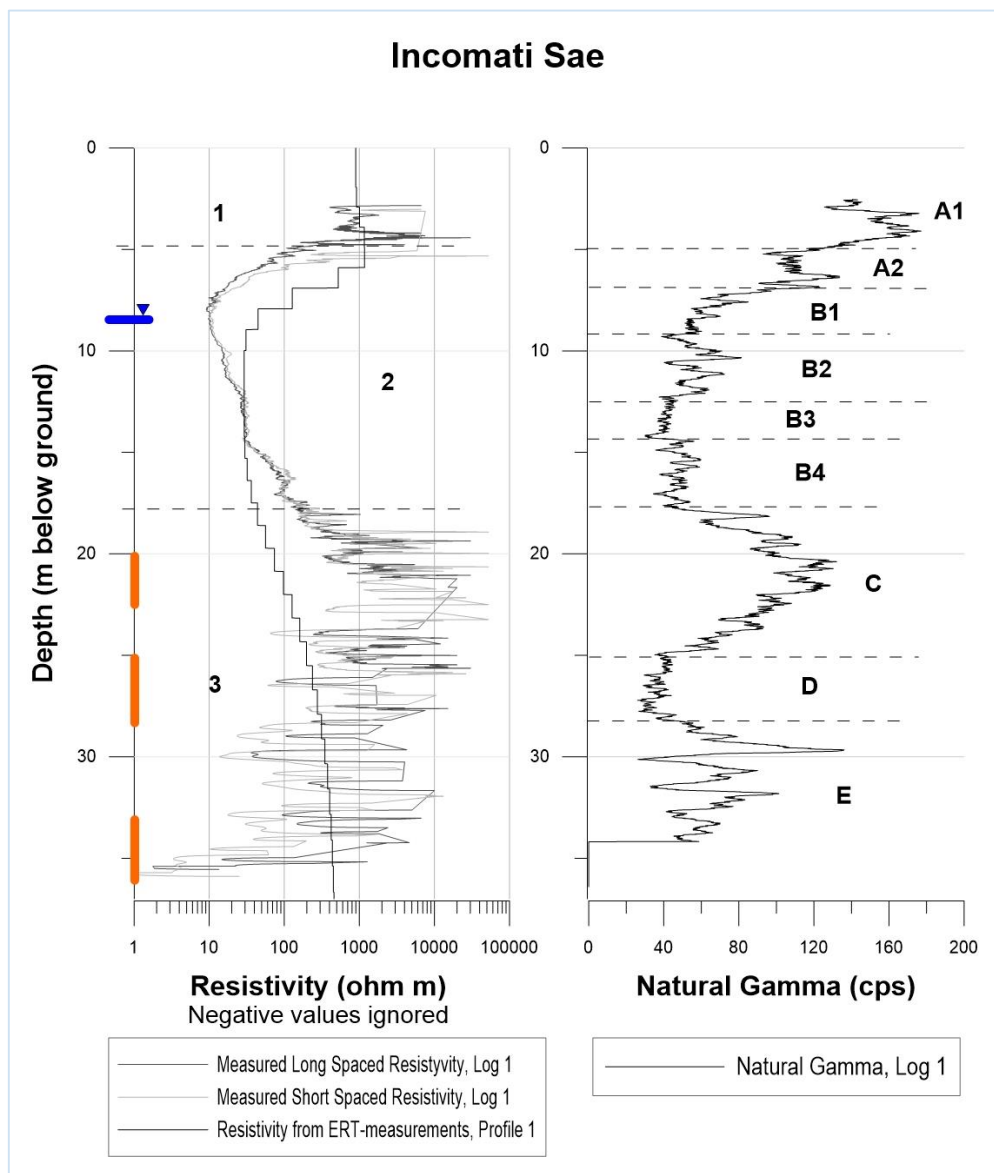 Incomati Sae
0
1
2
3
10
20
30
Depth (m below ground)
1 10 100 1000 10000 100000
Resistivity (ohm m)
Negative values ignored
Measured Long Spaced Resistyvity, Log 1
Measured Short Spaced Resistivity, Log 1
Resistivity from ERT-measurements, Profile 1
0
A1
A2
B1
10
B2
B3
B4
20
C
D
30
E
0 40 80 120 160 200
Natural Gamma (cps)
Natural Gamma, Log 1